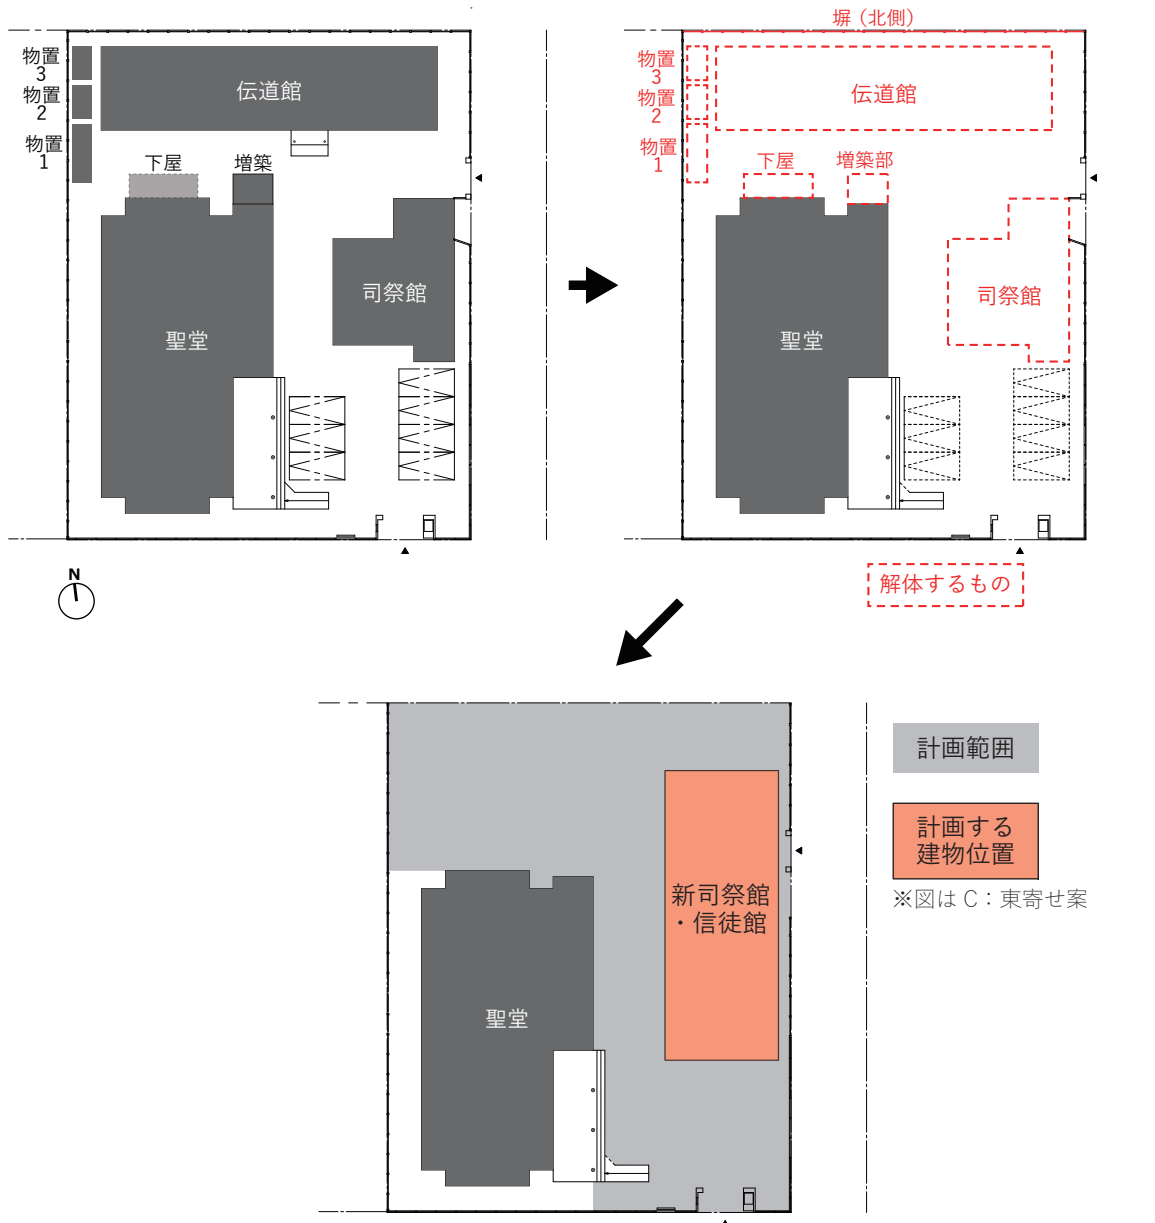 物置
3
物置
2
物置
1
伝道館
下屋
増築
司祭館
聖堂
N
塀（北側）
物置
3
物置
2
物置
1
伝道館
下屋
増築部
司祭館
聖堂
解体するもの
新司祭館
・信徒館
聖堂
計画範囲
計画する
建物位置
※図は C：東寄せ案